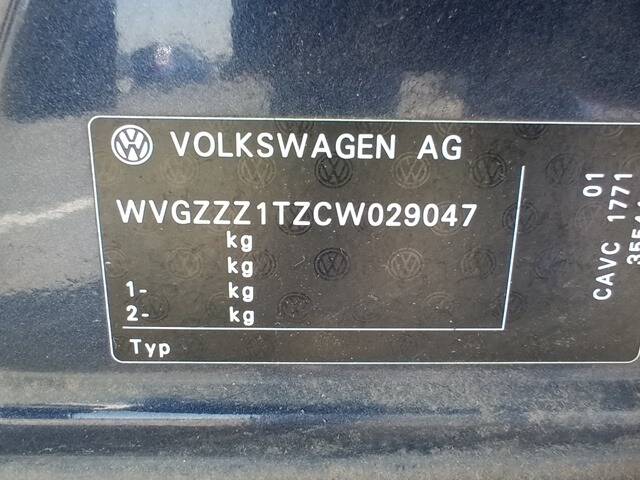 VOLKSWAGEN AG
WVGZZZ1TZCW029047
kg
kg
1- kg
2- kg
Typ
01
CAVC 1771